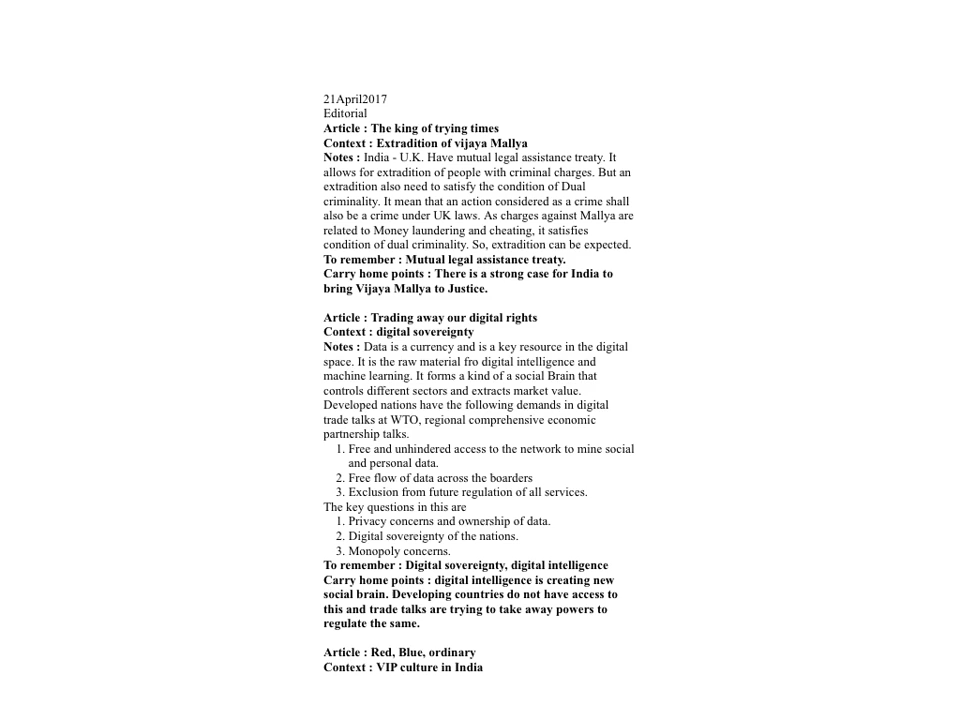 21April2017
Editorial
Article : The king of trying times
Context : Extradition of vijaya Mallya
Notes : India - U.K. Have mutual legal assistance treaty. It
allows for extradition of people with criminal charges. But an
extradition also need to satisfy the condition of Dual
criminality. It mean that an action considered as a crime shall
also be a crime under UK laws. As charges against Mallya are
related to Money laundering and cheating, it satisfies
condition of dual criminality. So, extradition can be expected.
To remember : Mutual legal assistance treaty.
Carry home points : There is a strong case for India to
bring Vijaya Mallya to Justice.
Article : Trading away our digital rights
Context : digital sovereignty
Notes : Data is a currency and is a key resource in the digital
space. It is the raw material fro digital intelligence and
machine learning. It forms a kind of a social Brain that
controls different sectors and extracts market value.
Developed nations have the following demands in digital
trade talks at WTO, regional comprehensive economic
partnership talks.
1. Free and unhindered access to the network to mine social
and personal data.
2. Free flow of data across the boarders
3. Exclusion from future regulation of all services.
The key questions in this are
1. Privacy concerns and ownership of data.
2. Digital sovereignty of the nations.
3. Monopoly concerns.
To remember : Digital sovereignty, digital intelligence
Carry home points : digital intelligence is creating new
social brain. Developing countries do not have access to
this and trade talks are trying to take away powers to
regulate the same.
Article : Red, Blue, ordinary
Context : VIP culture in India